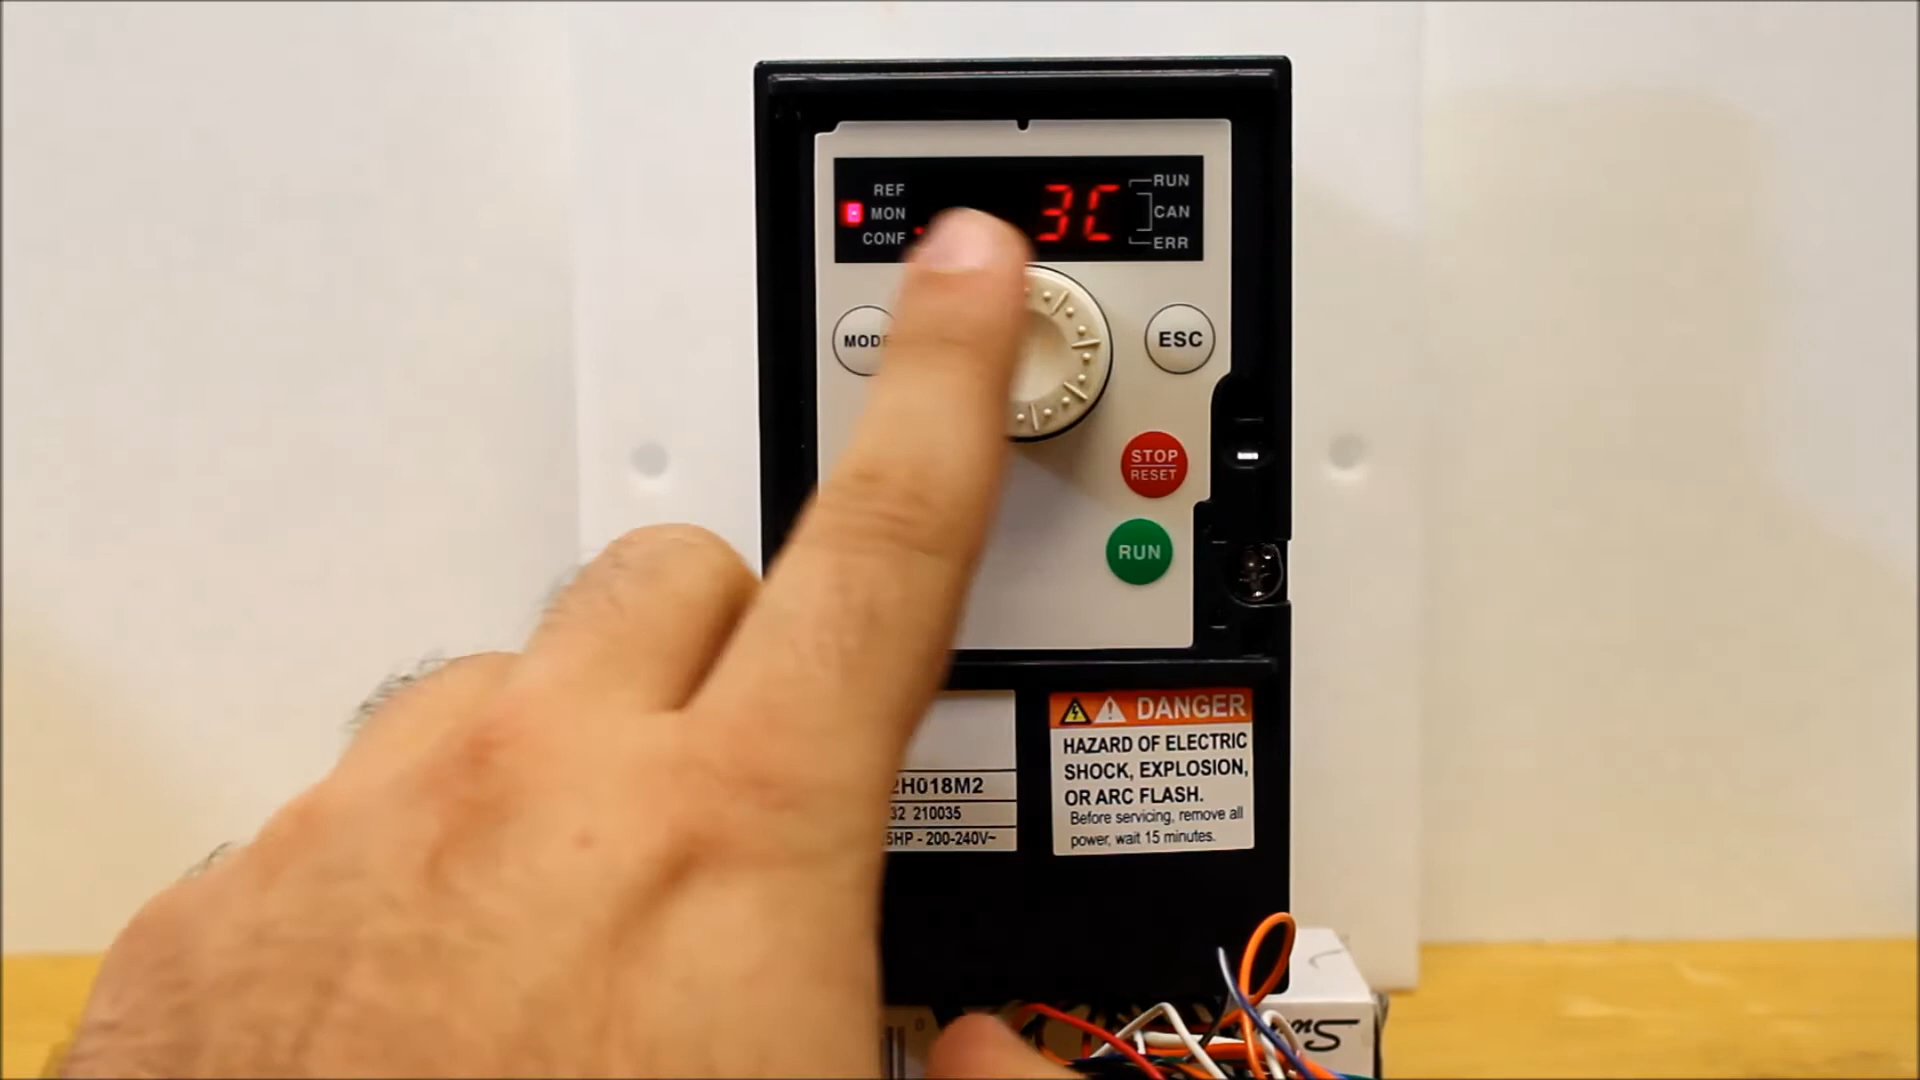 REF
MON
CONF
3C
RUN
CAN
ERR
MODE
ESC
STOP
RESET
RUN
2H018M2
32 210035
5HP - 200-240V~
DANGER
HAZARD OF ELECTRIC
SHOCK, EXPLOSION,
OR ARC FLASH.
Before servicing, remove all
power, wait 15 minutes.